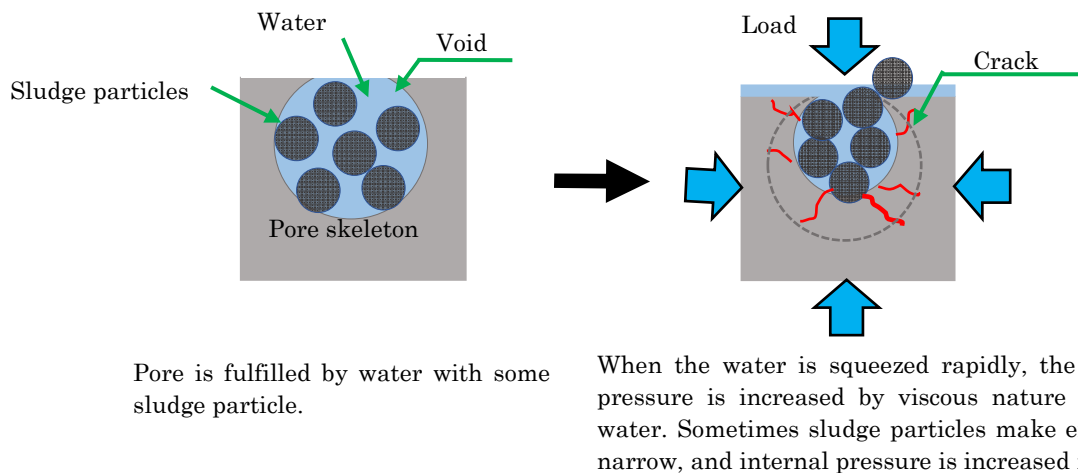 Water
Void
Sludge particles
Pore skeleton
Load
Crack
Pore is fulfilled by water with some
sludge particle.
When the water is squeezed rapidly, the
pressure is increased by viscous nature
water. Sometimes sludge particles make
narrow, and internal pressure is increased